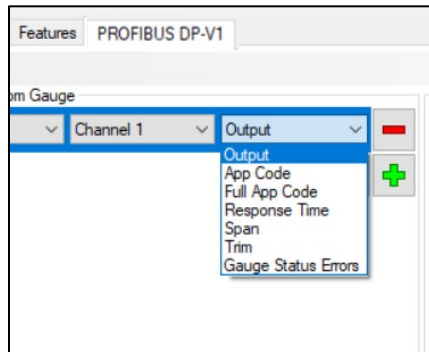 Features PROFIBUS DP-V1
om Gauge
Channel 1 Output
Output
App Code
Full App Code
Response Time
Span
Trim
Gauge Status Errors